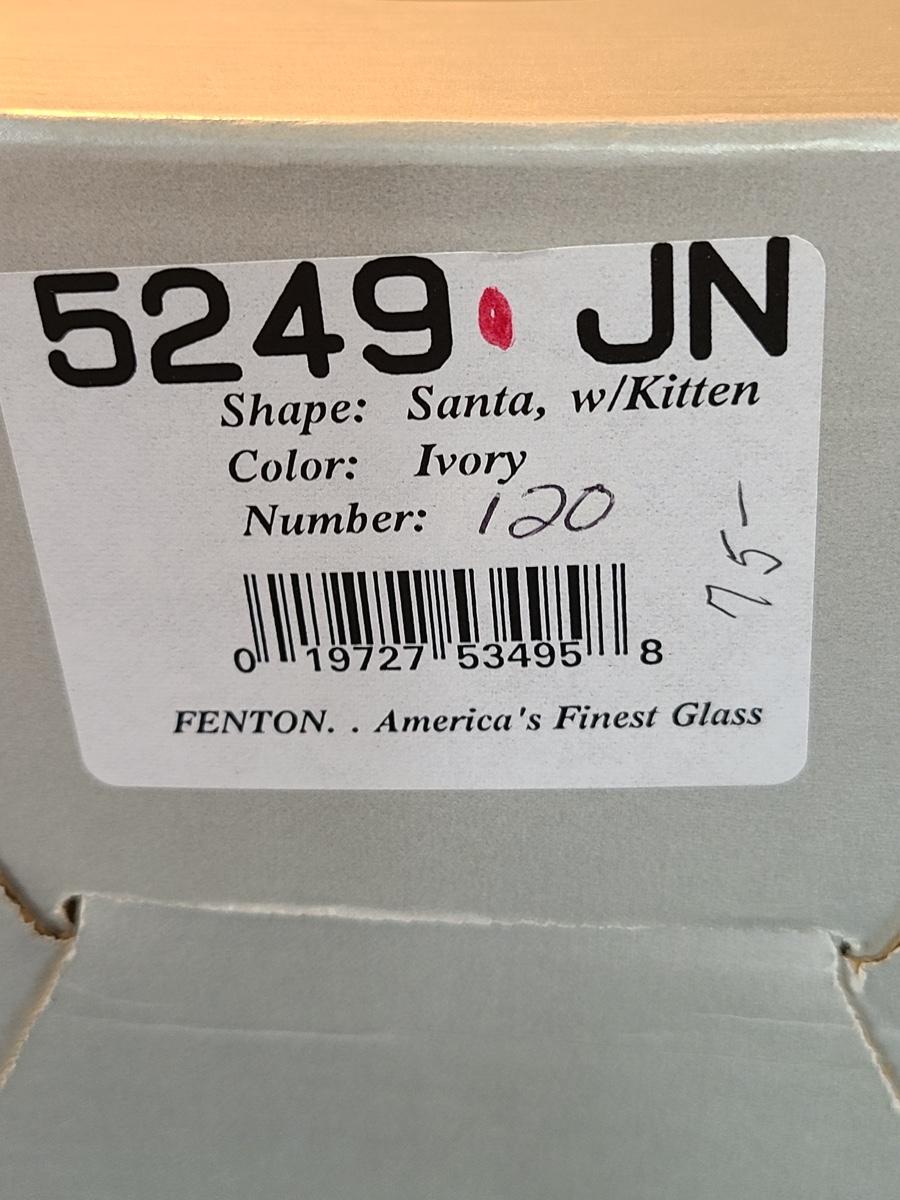 5249 JN
Shape: Santa, w/Kitten
Color: Ivory
Number: 120
75-
0 19727 53495 8
FENTON. . America's Finest Glass